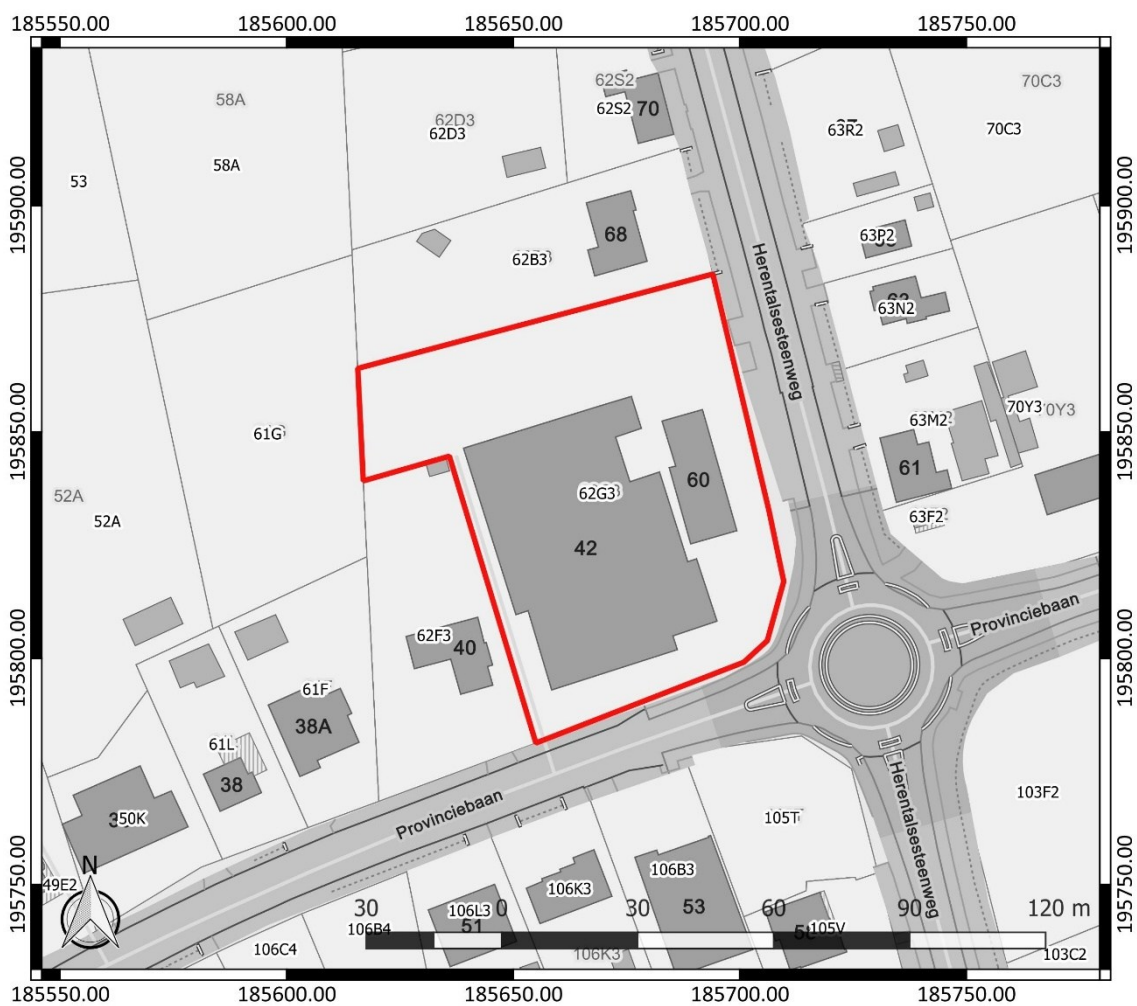 185550.00 185600.00 185650.00 185700.00 185750.00
62S2
70C3
58A
62S2 70
62D3
62D3
63R2 70C3
58A
53
195900.00
195900.00
68
63P2
62B3
Herentalsesteenweg
63N2
70Y3
70Y3
63M2
61G
195850.00
195850.00
61
60
62G3
52A
52A
63F2
42
Provinciebaan
62F3
40
195800.00
195800.00
61F
38A
61L
38
Herentalsesteenweg
103F2
50K
Provinciebaan
105T
106B3
N
49E2
195750.00
195750.00
106K3
53
106L3
51
30 0 30 60 90 120 m
106B4
105V
106C4
106K3
103C2
185550.00 185600.00 185650.00 185700.00 185750.00